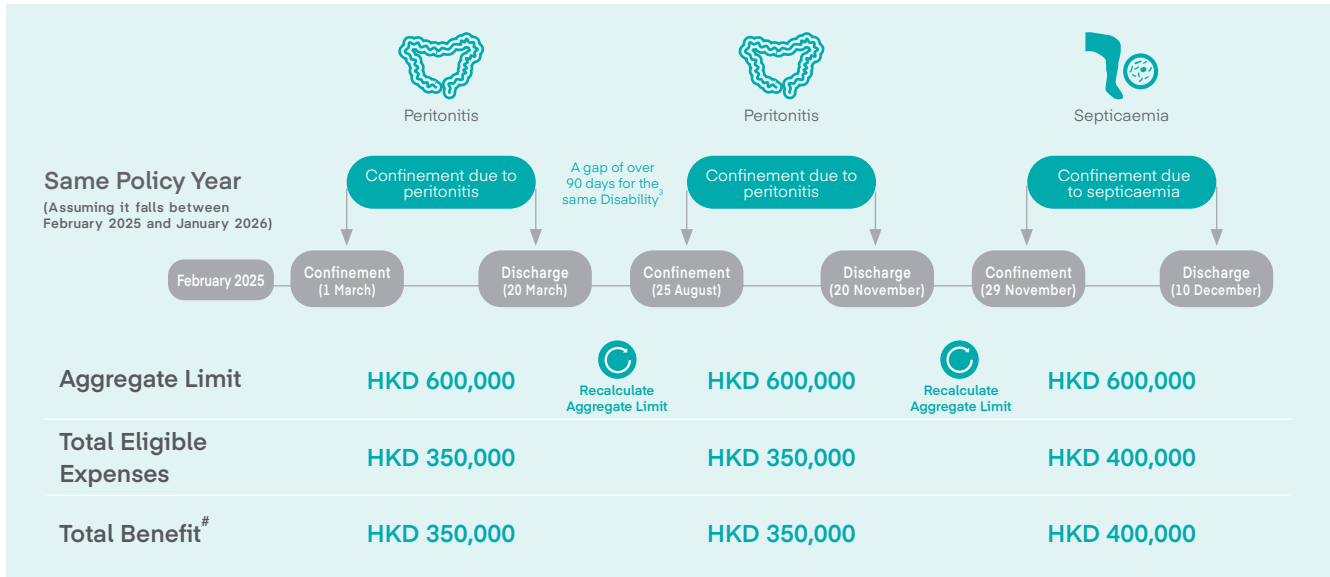 Peritonitis
Peritonitis
Septicaemia
Same Policy Year
(Assuming it falls between
February 2025 and January 2026)
Confinement due to
peritonitis
A gap of over
90 days for the
same Disability3
Confinement due to
peritonitis
Confinement due
to septicaemia
February 2025
Confinement
(1 March)
Discharge
(20 March)
Confinement
(25 August)
Discharge
(20 November)
Confinement
(29 November)
Discharge
(10 December)
Aggregate Limit
HKD 600,000
Recalculate
Aggregate Limit
HKD 600,000
Recalculate
Aggregate Limit
HKD 600,000
Total Eligible
Expenses
HKD 350,000
HKD 350,000
HKD 400,000
Total Benefit#
HKD 350,000
HKD 350,000
HKD 400,000